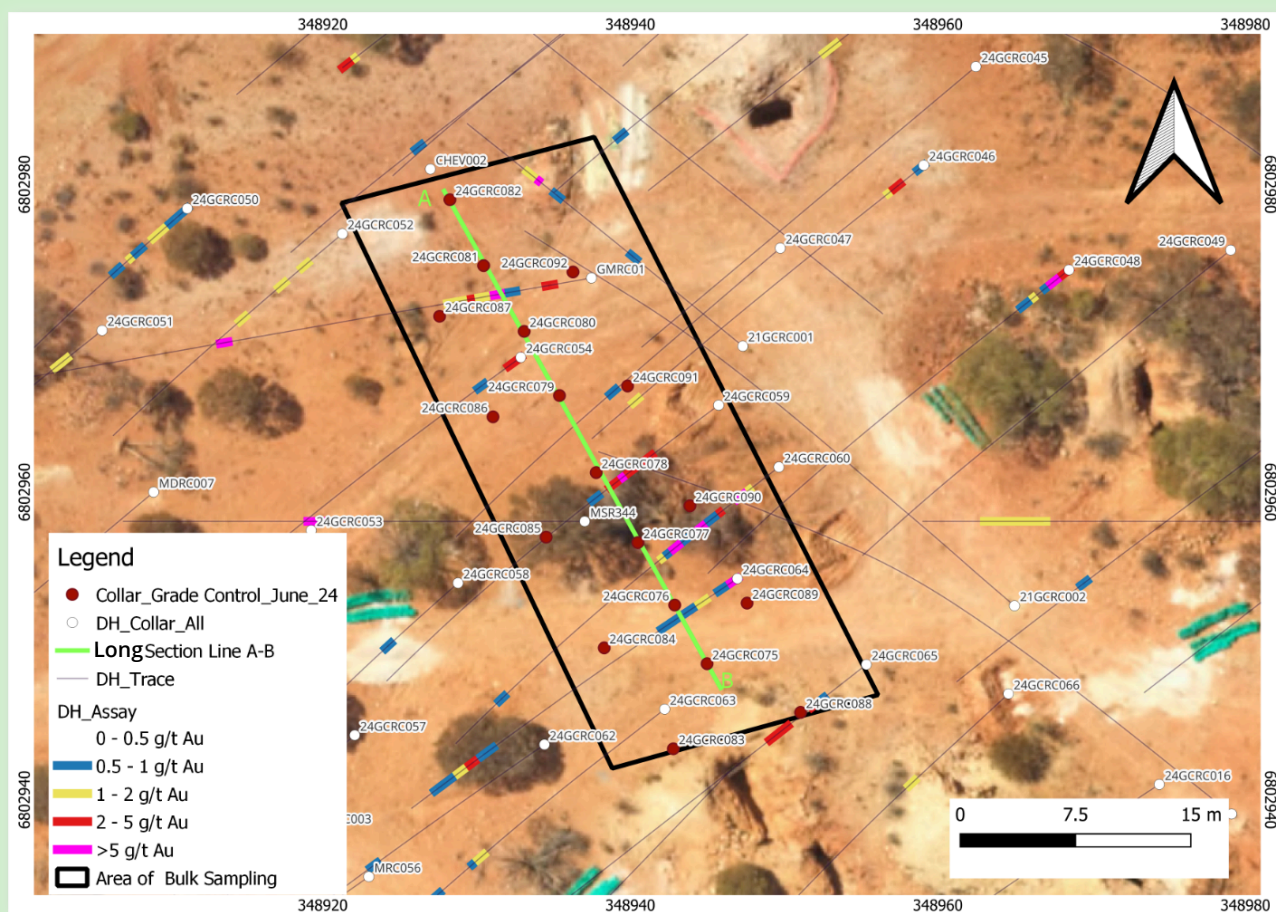 348920 348940 348960 348980
24GCRC045
CHEV002
24GCRC046
6802980
6802980
A
24GCRC082
24GCRC050
24GCRC052
24GCRC047
24GCRC049
24GCRC081
24GCRC092
GMRC01
24GCRC048
24GCRC087
24GCRC051
24GCRC080
21GCRC001
24GCRC054
24GCRC091
24GCRC079
24GCRC059
24GCRC086
24GCRC078
24GCRC060
MDRC007
24GCRC090
6802960
6802960
MSR344
24GCRC053
24GCRC085
24GCRC077
24GCRC058
24GCRC064
24GCRC076
24GCRC089
21GCRC002
24GCRC084
24GCRC075
24GCRC065
B
24GCRC066
24GCRC063
24GCRC088
24GCRC057
24GCRC062
24GCRC083
24GCRC016
6802940
6802940
C003
MRC056
Legend
Collar_Grade Control_June_24
DH_Collar_All
Long Section Line A-B
DH_Trace
DH_Assay
0 - 0.5 g/t Au
0.5 - 1 g/t Au
1 - 2 g/t Au
2 - 5 g/t Au
>5 g/t Au
Area of Bulk Sampling
0 7.5 15 m
348920 348940 348960 348980